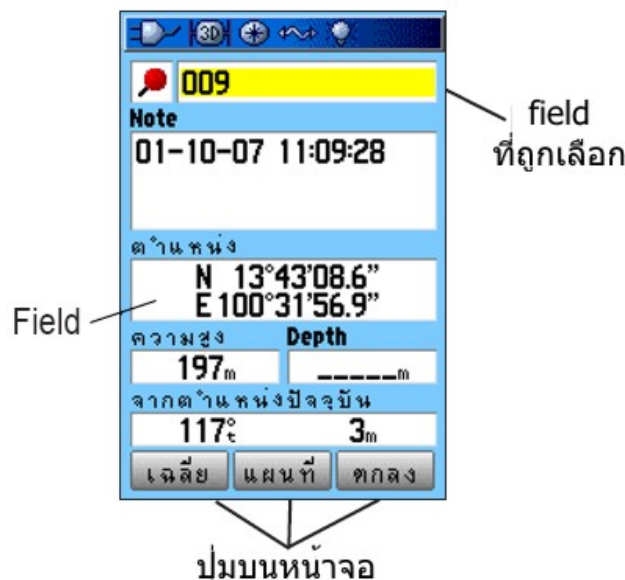 3D
009
field
ที่ถูกเลือก
Note
01-10-07 11:09:28
ตำแหน่ง
N 13°43'08.6"
E 100°31'56.9"
Field
ความสูง Depth
197m _____m
จากตำแหน่งปัจจุบัน
117°t 3m
เฉลี่ย แผนที่ ตกลง
ปุ่มบนหน้าจอ